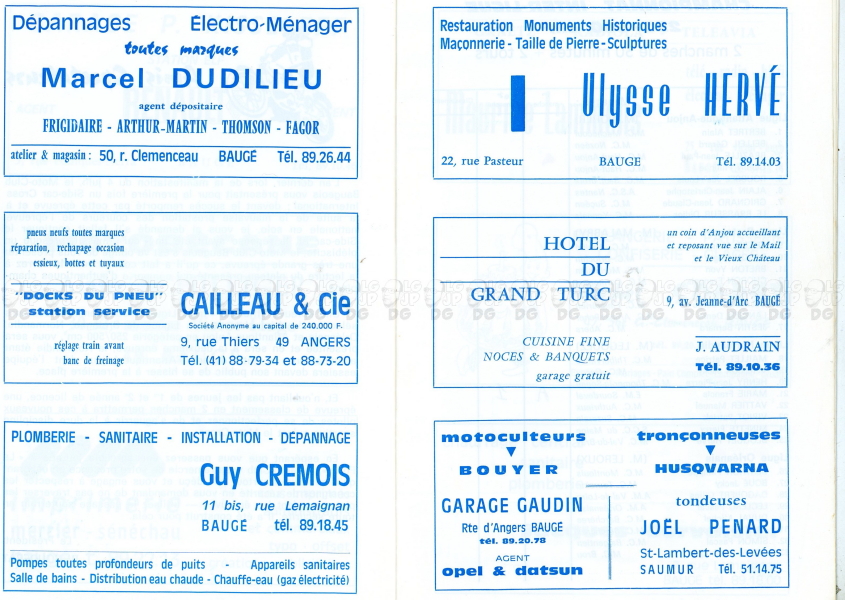 Dépannages Électro-Ménager
toutes marques
Marcel DUDILIEU
agent dépositaire
FRIGIDAIRE - ARTHUR-MARTIN - THOMSON - FAGOR
atelier & magasin : 50, r. Clemenceau BAUGÉ Tél. 89.26.44
pneus neufs toutes marques
réparation, rechapage occasion
essieux, bottes et tuyaux
"DOCKS DU PNEU"
station service
réglage train avant
banc de freinage
CAILLEAU & Cie
Société Anonyme au capital de 240.000 F.
9, rue Thiers 49 ANGERS
Tél. (41) 88-79-34 et 88-73-20
PLOMBERIE - SANITAIRE - INSTALLATION - DÉPANNAGE
Guy CREMOIS
11 bis, rue Lemaignan
BAUGÉ tél. 89.18.45
Pompes toutes profondeurs de puits - Appareils sanitaires
Salle de bains - Distribution eau chaude - Chauffe-eau (gaz électricité)
Restauration Monuments Historiques
Maçonnerie - Taille de Pierre - Sculptures
Ulysse HERVÉ
22, rue Pasteur BAUGE Tél. 89.14.03
HOTEL
DU
GRAND TURC
CUISINE FINE
NOCES & BANQUETS
garage gratuit
un coin d'Anjou accueillant
et reposant vue sur le Mail
et le Vieux Château
9, av. Jeanne-d'Arc BAUGÉ
J. AUDRAIN
Tél. 89.10.36
motoculteurs
BOUYER
GARAGE GAUDIN
Rte d'Angers BAUGÉ
tél. 89.20.78
AGENT
opel & datsun
tronçonneuses
HUSQVARNA
tondeuses
JOËL PENARD
St-Lambert-des-Levées
SAUMUR Tél. 51.14.75